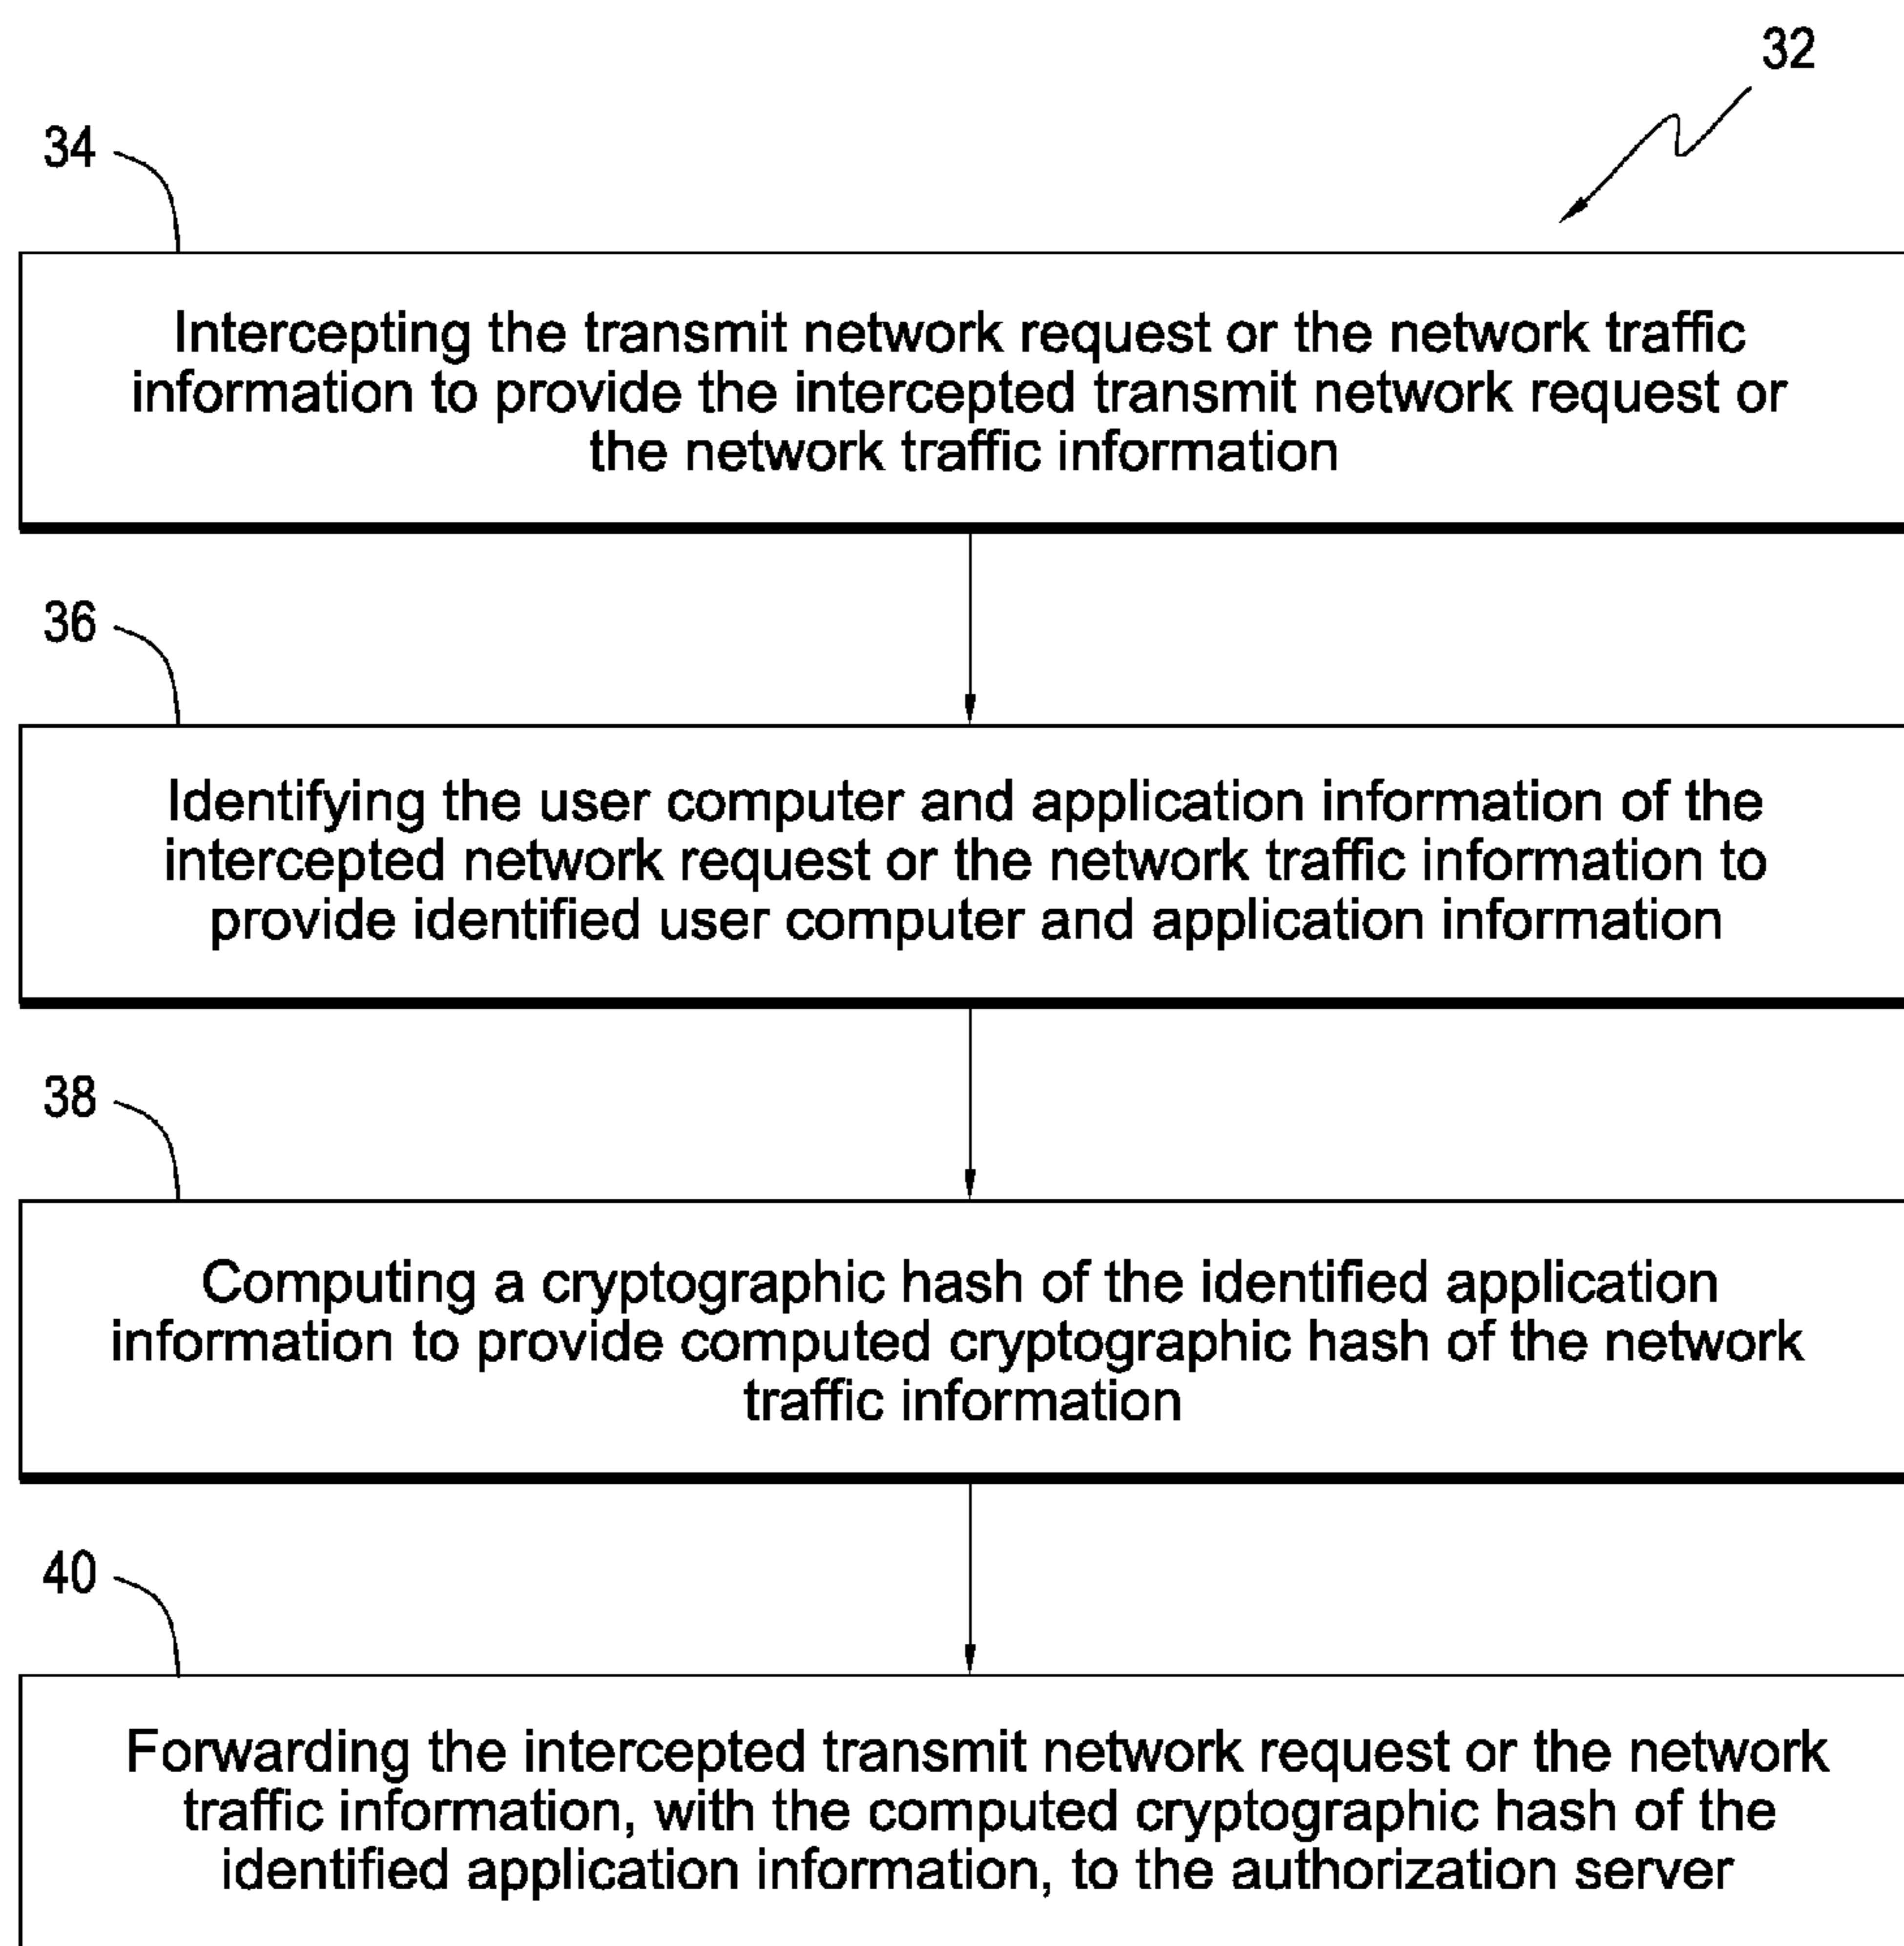 32
34
Intercepting the transmit network request or the network traffic
information to provide the intercepted transmit network request or
the network traffic information
36
Identifying the user computer and application information of the
intercepted network request or the network traffic information to
provide identified user computer and application information
38
Computing a cryptographic hash of the identified application
information to provide computed cryptographic hash of the network
traffic information
40
Forwarding the intercepted transmit network request or the network
traffic information, with the computed cryptographic hash of the
identified application information, to the authorization server